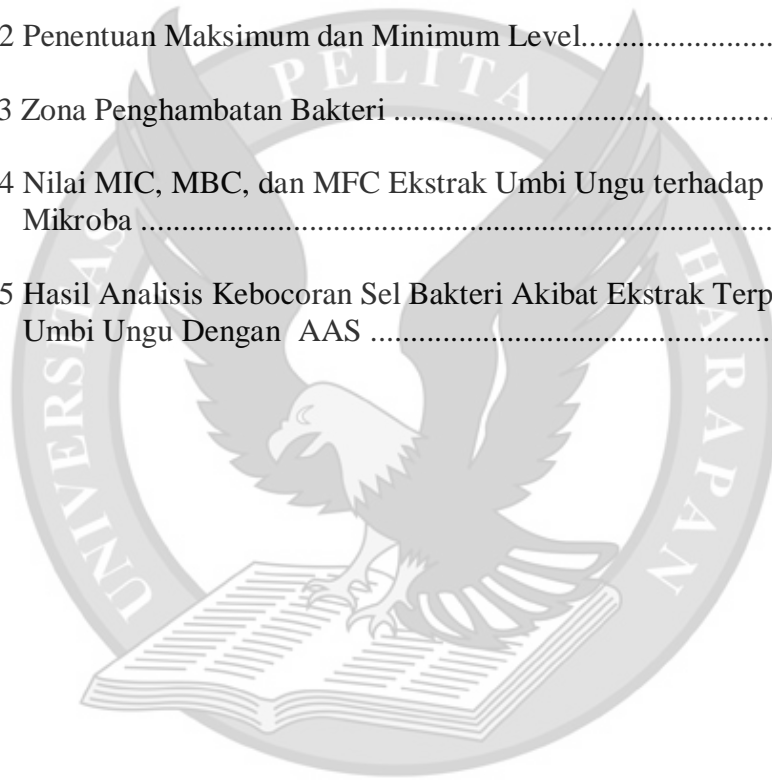 2 Penentuan Maksimum dan Minimum Level..............................
3 Zona Penghambatan Bakteri ..........................................................
4 Nilai MIC, MBC, dan MFC Ekstrak Umbi Ungu terhadap
Mikroba ..............................................................................................
5 Hasil Analisis Kebocoran Sel Bakteri Akibat Ekstrak Terp
Umbi Ungu Dengan AAS ............................................................
UNIVERSITAS PELITA HARAPAN